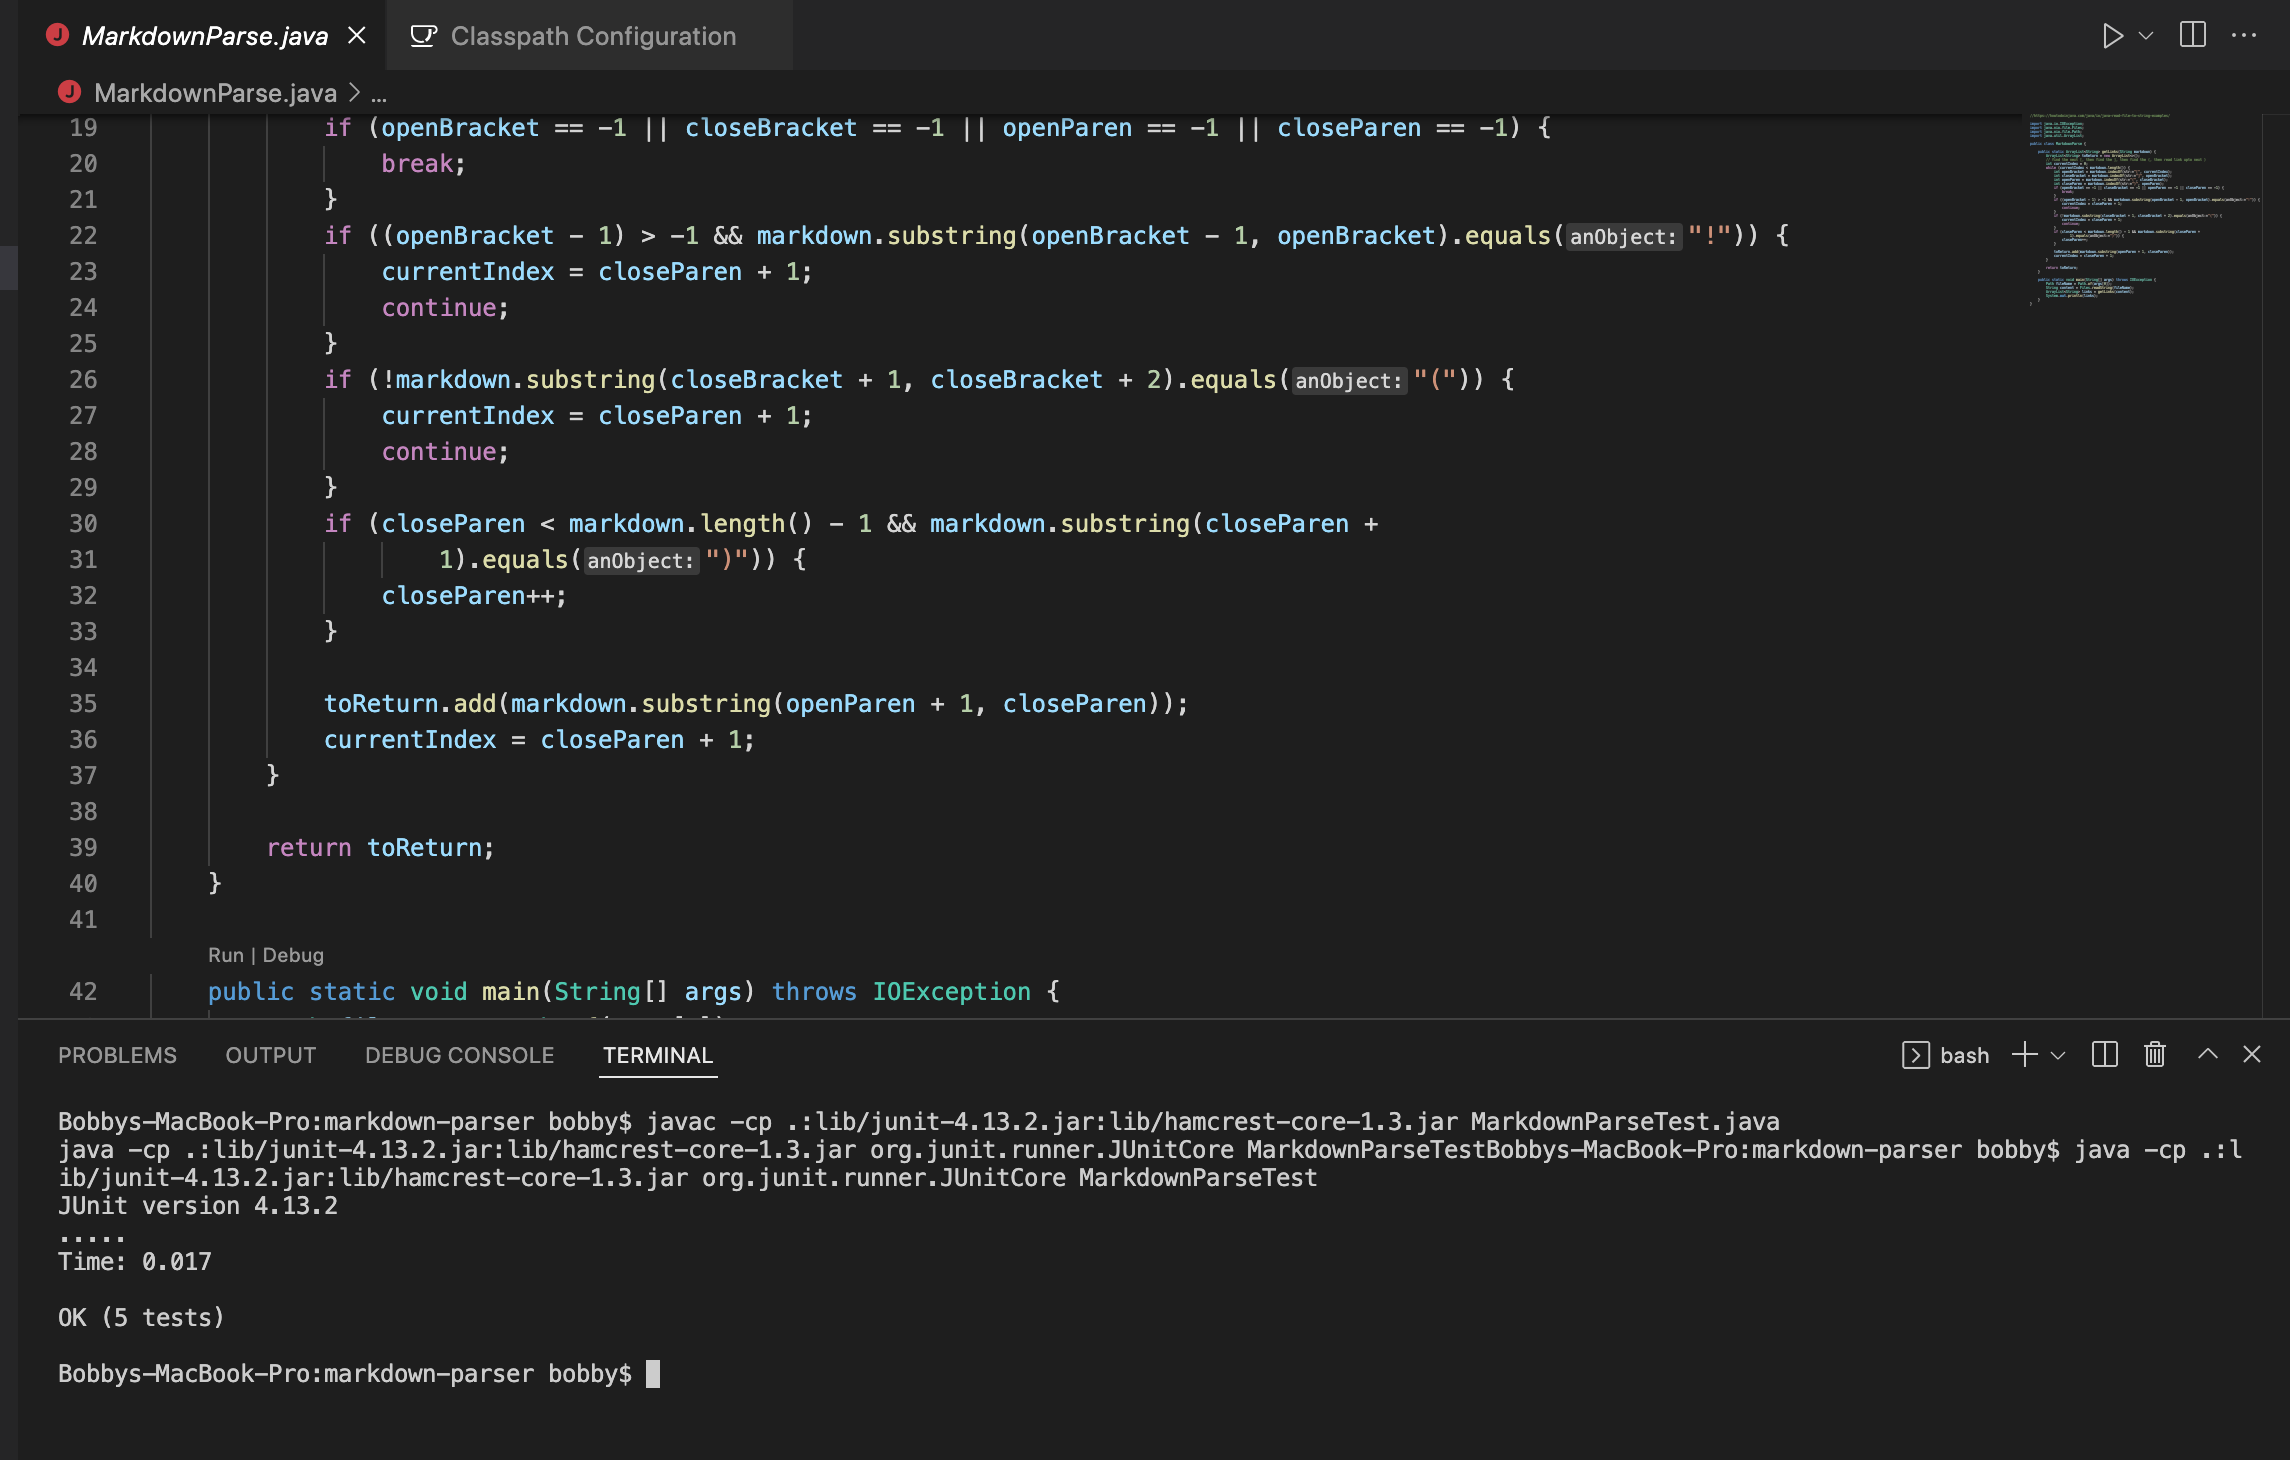 MarkdownParse.java
Classpath Configuration
MarkdownParse.java > ...
19 if (openBracket == -1 || closeBracket == -1 || openParen == -1 || closeParen == -1) {
20 break;
21 }
22 if ((openBracket - 1) > -1 && markdown.substring(openBracket - 1, openBracket).equals(anObject: "!")) {
23 currentIndex = closeParen + 1;
24 continue;
25 }
26 if (!markdown.substring(closeBracket + 1, closeBracket + 2).equals(anObject: "(")) {
27 currentIndex = closeParen + 1;
28 continue;
29 }
30 if (closeParen < markdown.length() - 1 && markdown.substring(closeParen +
31 1).equals(anObject: ")")) {
32 closeParen++;
33 }
34
35 toReturn.add(markdown.substring(openParen + 1, closeParen));
36 currentIndex = closeParen + 1;
37 }
38
39 return toReturn;
40 }
41
Run | Debug
42 public static void main(String[] args) throws IOException {
PROBLEMS OUTPUT DEBUG CONSOLE TERMINAL bash
Bobbys-MacBook-Pro:markdown-parser bobby$ javac -cp .:lib/junit-4.13.2.jar:lib/hamcrest-core-1.3.jar MarkdownParseTest.java
java -cp .:lib/junit-4.13.2.jar:lib/hamcrest-core-1.3.jar org.junit.runner.JUnitCore MarkdownParseTestBobbys-MacBook-Pro:markdown-parser bobby$ java -cp .:l
ib/junit-4.13.2.jar:lib/hamcrest-core-1.3.jar org.junit.runner.JUnitCore MarkdownParseTest
JUnit version 4.13.2
.....
Time: 0.017
OK (5 tests)
Bobbys-MacBook-Pro:markdown-parser bobby$